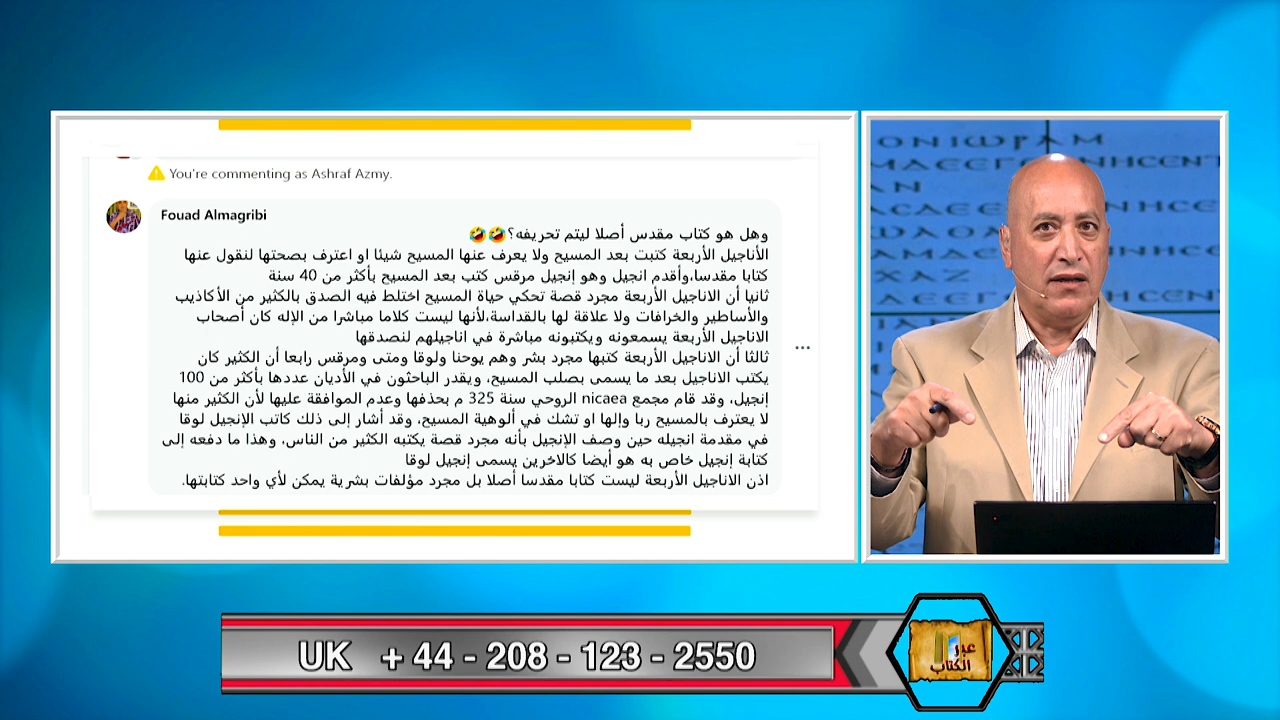 You're commenting as Ashraf Azmy.
Fouad Almagribi
وهل هو كتاب مقدس أصلا ليتم تحريفه؟🤣🤣
الأناجيل الأربعة كتبت بعد المسيح ولا يعرف عنها المسيح شيئا او اعترف بصحتها لنقول عنها
كتابا مقدسا،وأقدم انجيل وهو إنجيل مرقس كتب بعد المسيح بأكثر من 40 سنة
ثانيا أن الاناجيل الأربعة مجرد قصة تحكي حياة المسيح اختلط فيه الصدق بالكثير من الأكاذيب
والأساطير والخرافات ولا علاقة لها بالقداسة،لأنها ليست كلاما مباشرا من الإله كان أصحاب
الاناجيل الأربعة يسمعونه ويكتبونه مباشرة في اناجيلهم لنصدقها
ثالثا أن الاناجيل الأربعة كتبها مجرد بشر وهم يوحنا ولوقا ومتى ومرقس رابعا أن الكثير كان
يكتب الاناجيل بعد ما يسمى بصلب المسيح، ويقدر الباحثون في الأديان عددها بأكثر من 100
إنجيل، وقد قام مجمع nicaea الروحي سنة 325 م بحذفها وعدم الموافقة عليها لأن الكثير منها
لا يعترف بالمسيح ربا وإلها او تشك في ألوهية المسيح، وقد أشار إلى ذلك كاتب الإنجيل لوقا
في مقدمة انجيله حين وصف الإنجيل بأنه مجرد قصة يكتبه الكثير من الناس، وهذا ما دفعه إلى
كتابة إنجيل خاص به هو أيضا كالاخرين يسمى إنجيل لوقا
اذن الاناجيل الأربعة ليست كتابا مقدسا أصلا بل مجرد مؤلفات بشرية يمكن لأي واحد كتابتها.
UK + 44 - 208 - 123 - 2550
عبر
الكتاب